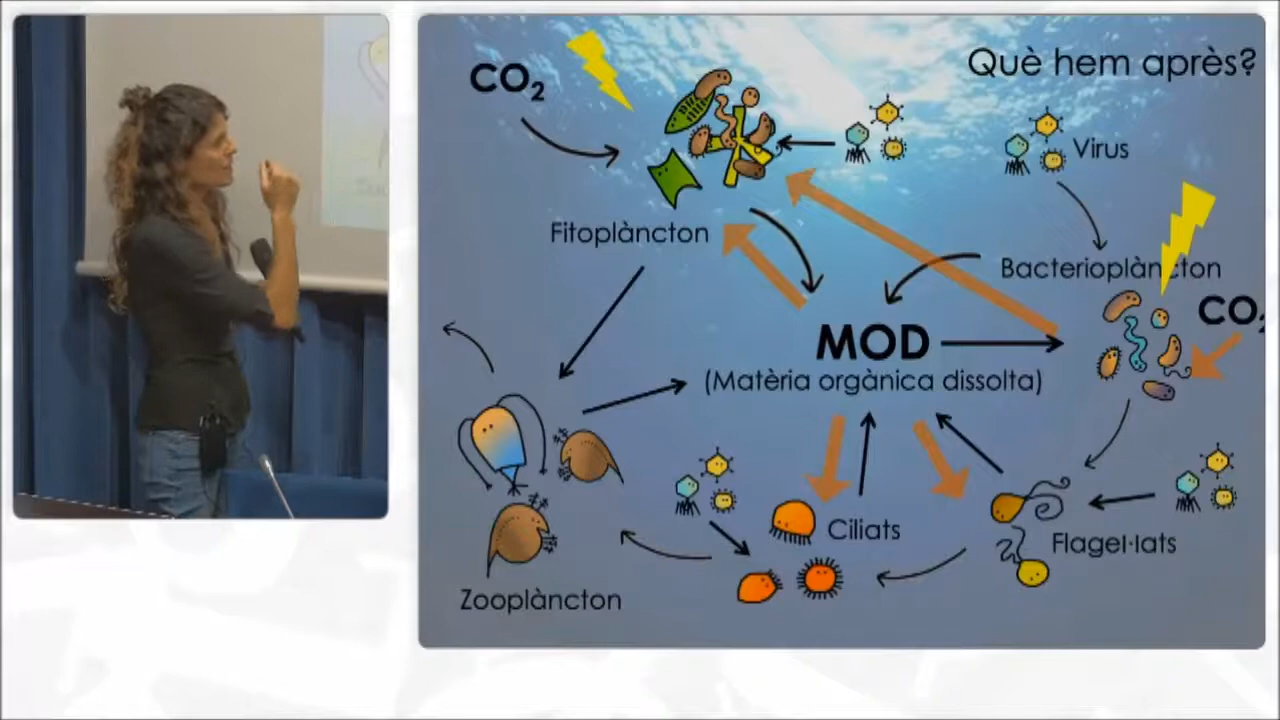 Què hem après?
CO₂
Virus
Fitoplàncton
Bacterioplàncton
CO₂
MOD
(Matèria orgànica dissolta)
Ciliats
Flagel·lats
Zooplàncton